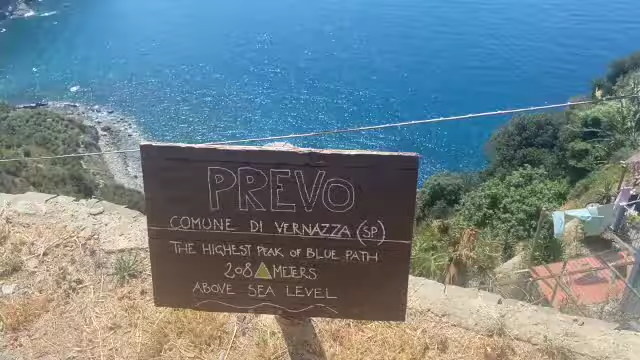 PREVO
COMUNE DI VERNAZZA (SP)
THE HIGHEST PEAK OF BLUE PATH
208 METERS
ABOVE SEA LEVEL